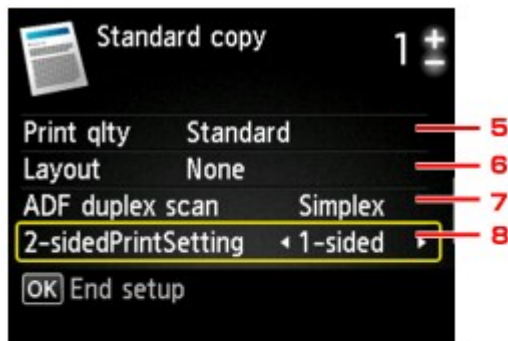 Standard copy 1 + −
Print qlty Standard 5
Layout None 6
ADF duplex scan Simplex 7
2-sidedPrintSetting 1-sided 8
OK End setup